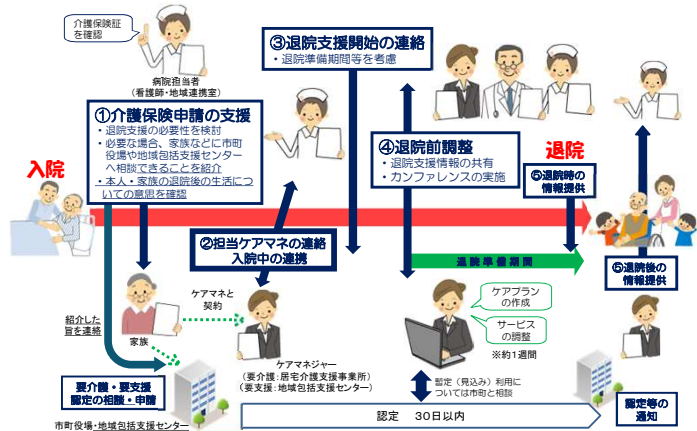 介護保険証
を確認
病院担当者
(看護師・地域連携室)
③退院支援開始の連絡
・退院準備期間等を考慮
①介護保険申請の支援
・退院支援の必要性を検討
・必要な場合、家族などに市町
役場や地域包括支援センター
へ相談できることを紹介
・本人・家族の退院後の生活につ
いての意思を確認
④退院前調整
・退院支援情報の共有
・カンファレンスの実施
入院
退院
⑤退院時の
情報提供
②担当ケアマネの連絡
入院中の連携
退院準備期間
⑤退院後の
情報提供
ケアマネと
契約
ケアプラン
の作成
サービス
の調整
※約1週間
紹介した
旨を連絡
家族
ケアマネジャー
(要介護:居宅介護支援事業所)
(要支援:地域包括支援センター)
暫定(見込み)利用に
ついては市町と相談
要介護・要支援
認定の相談・申請
認定 30日以内
認定等の
通知
市町役場・地域包括支援センター